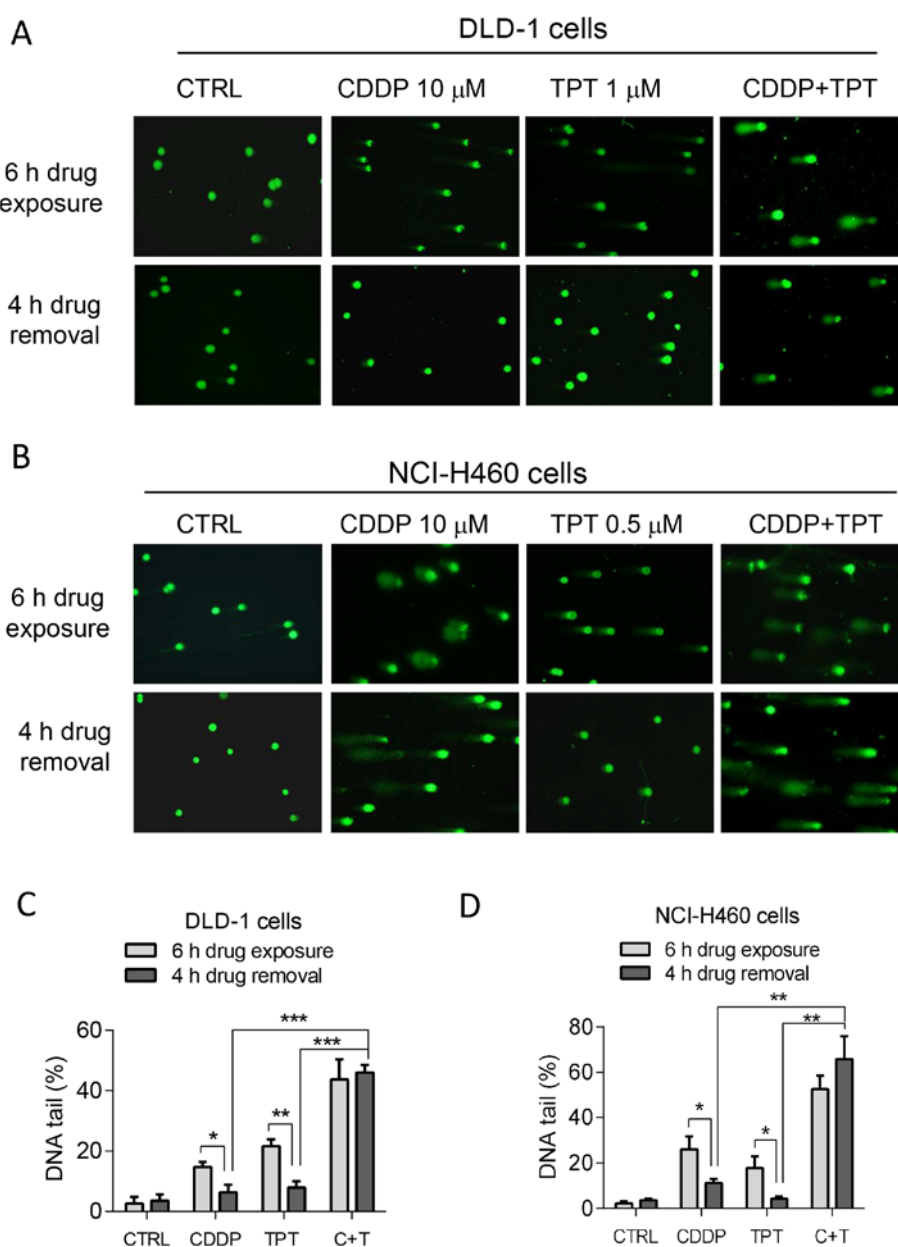 A
DLD-1 cells
CTRL
CDDP 10 μM
TPT 1 μM
CDDP+TPT
6 h drug
exposure
4 h drug
removal
B
NCI-H460 cells
CTRL
CDDP 10 μM
TPT 0.5 μM
CDDP+TPT
6 h drug
exposure
4 h drug
removal
C
DLD-1 cells
6 h drug exposure
4 h drug removal
***
***
*
**
DNA tail (%)
60
40
20
0
CTRL CDDP TPT C+T
D
NCI-H460 cells
6 h drug exposure
4 h drug removal
**
**
*
*
DNA tail (%)
80
60
40
20
0
CTRL CDDP TPT C+T